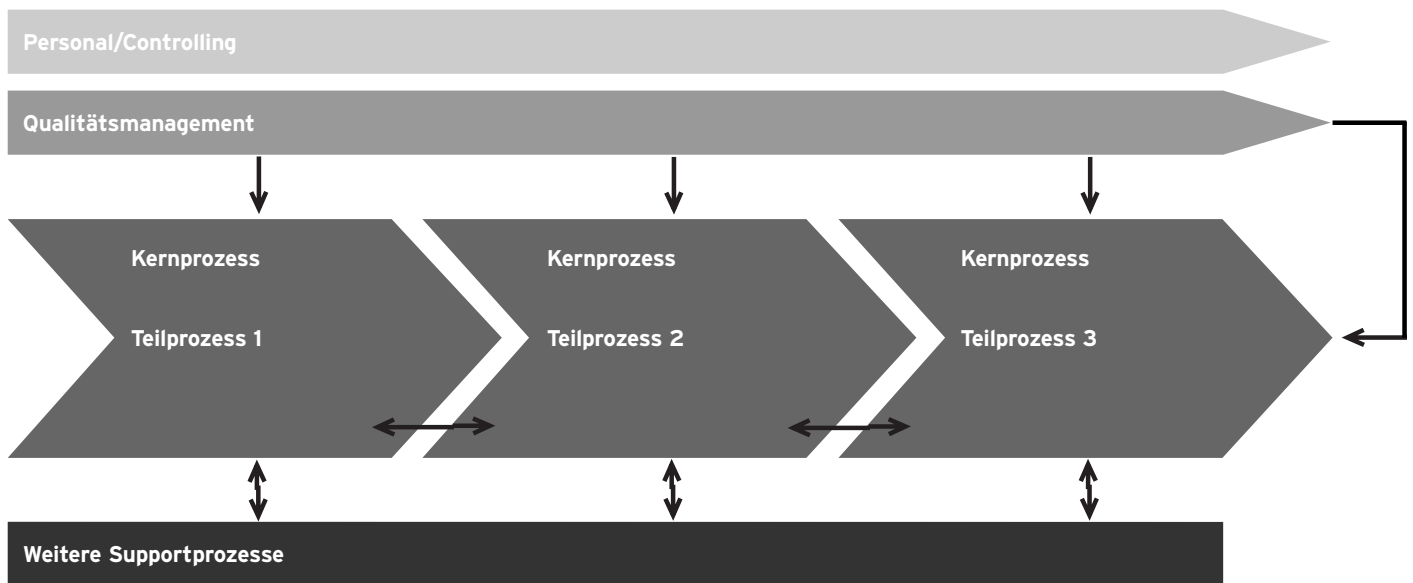 Personal/Controlling
Qualitätsmanagement
Kernprozess
Teilprozess 1
Kernprozess
Teilprozess 2
Kernprozess
Teilprozess 3
Weitere Supportprozesse